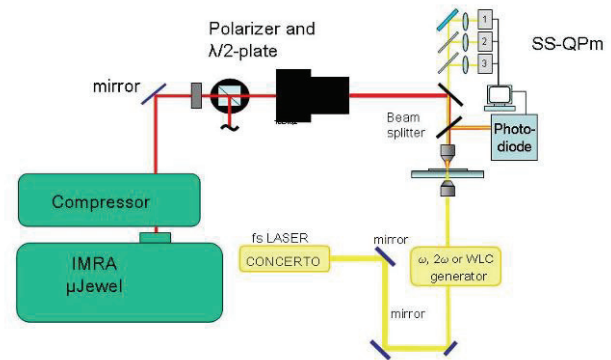 Polarizer and
λ/2-plate
mirror
1
2
3
SS-QPm
Beam
splitter
Photo-
diode
Compressor
IMRA
µJewel
fs LASER
CONCERTO
mirror
mirror
ω, 2ω or WLC
generator